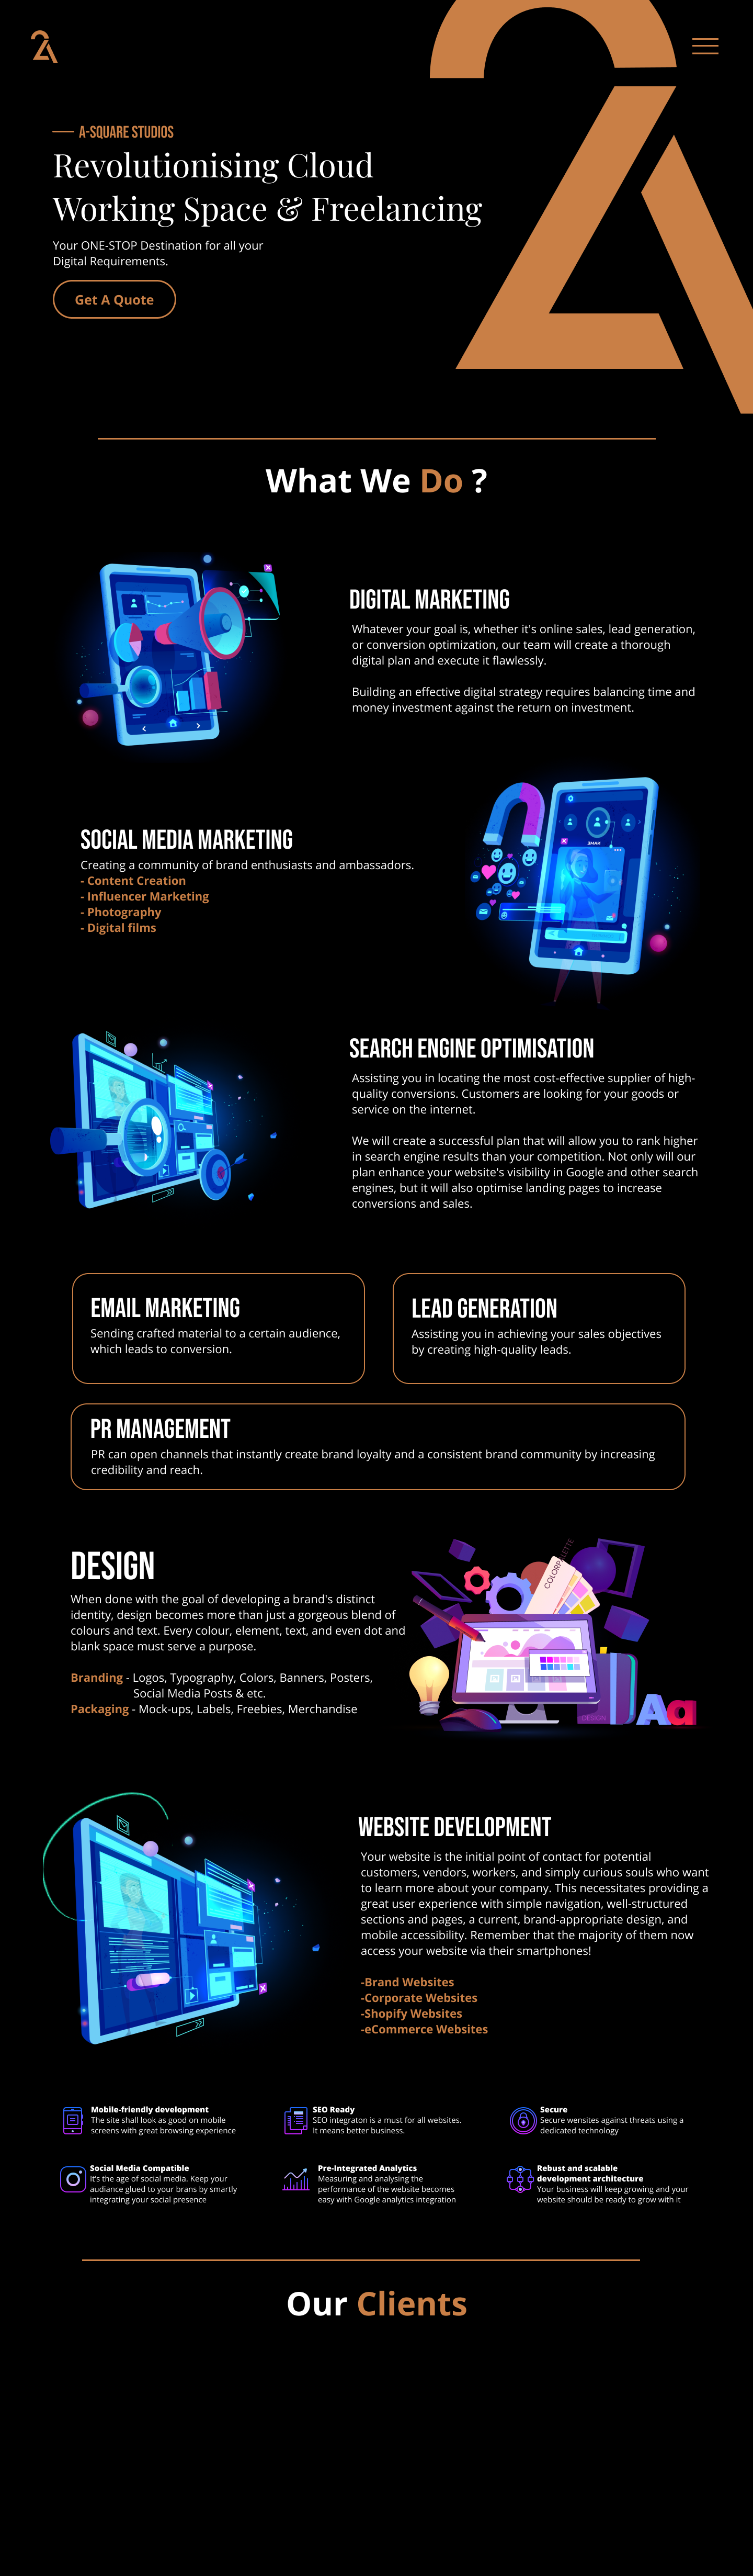 A-SQUARE STUDIOS
Revolutionising Cloud
Working Space & Freelancing
Your ONE-STOP Destination for all your
Digital Requirements.
Get A Quote
What We Do ?
DIGITAL MARKETING
Whatever your goal is, whether it's online sales, lead generation,
or conversion optimization, our team will create a thorough
digital plan and execute it flawlessly.
Building an effective digital strategy requires balancing time and
money investment against the return on investment.
SOCIAL MEDIA MARKETING
Creating a community of brand enthusiasts and ambassadors.
- Content Creation
- Influencer Marketing
- Photography
- Digital films
SEARCH ENGINE OPTIMISATION
Assisting you in locating the most cost-effective supplier of high-
quality conversions. Customers are looking for your goods or
service on the internet.
We will create a successful plan that will allow you to rank higher
in search engine results than your competition. Not only will our
plan enhance your website's visibility in Google and other search
engines, but it will also optimise landing pages to increase
conversions and sales.
EMAIL MARKETING
Sending crafted material to a certain audience,
which leads to conversion.
LEAD GENERATION
Assisting you in achieving your sales objectives
by creating high-quality leads.
PR MANAGEMENT
PR can open channels that instantly create brand loyalty and a consistent brand community by increasing
credibility and reach.
DESIGN
When done with the goal of developing a brand's distinct
identity, design becomes more than just a gorgeous blend of
colours and text. Every colour, element, text, and even dot and
blank space must serve a purpose.
Branding - Logos, Typography, Colors, Banners, Posters,
Social Media Posts & etc.
Packaging - Mock-ups, Labels, Freebies, Merchandise
COLORPALETTE
DESIGN
Aa
WEBSITE DEVELOPMENT
Your website is the initial point of contact for potential
customers, vendors, workers, and simply curious souls who want
to learn more about your company. This necessitates providing a
great user experience with simple navigation, well-structured
sections and pages, a current, brand-appropriate design, and
mobile accessibility. Remember that the majority of them now
access your website via their smartphones!
-Brand Websites
-Corporate Websites
-Shopify Websites
-eCommerce Websites
Mobile-friendly development
The site shall look as good on mobile
screens with great browsing experience
SEO Ready
SEO integraton is a must for all websites.
It means better business.
Secure
Secure wensites against threats using a
dedicated technology
Social Media Compatible
It's the age of social media. Keep your
audience glued to your brans by smartly
integrating your social presence
Pre-Integrated Analytics
Measuring and analysing the
performance of the website becomes
easy with Google analytics integration
Rebust and scalable
development architecture
Your business will keep growing and your
website should be ready to grow with it
Our Clients